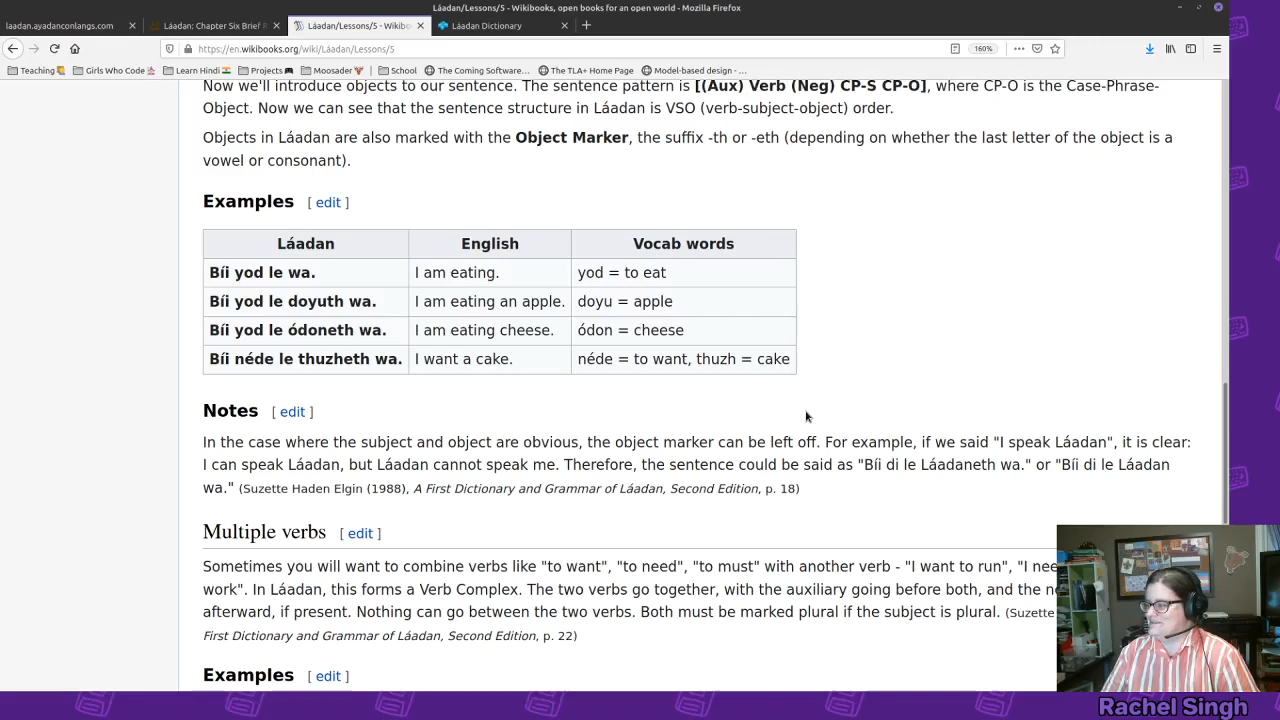 Láadan/Lessons/5 - Wikibooks, open books for an open world - Mozilla Firefox
laadan.ayadanconlangs.com
Láadan; Chapter Six Brief R
Láadan/Lessons/5 - Wikibo
Láadan Dictionary
https://en.wikibooks.org/wiki/Láadan/Lessons/5
160%
Teaching
Girls Who Code
Learn Hindi
Projects
Moosader
School
The Coming Software...
The TLA+ Home Page
Model-based design - ...
Now we'll introduce objects to our sentence. The sentence pattern is [(Aux) Verb (Neg) CP-S CP-O], where CP-O is the Case-Phrase-
Object. Now we can see that the sentence structure in Láadan is VSO (verb-subject-object) order.
Objects in Láadan are also marked with the Object Marker, the suffix -th or -eth (depending on whether the last letter of the object is a
vowel or consonant).
Examples [ edit ]
Láadan English Vocab words
Bíi yod le wa. I am eating. yod = to eat
Bíi yod le doyuth wa. I am eating an apple. doyu = apple
Bíi yod le ódoneth wa. I am eating cheese. ódon = cheese
Bíi néde le thuzheth wa. I want a cake. néde = to want, thuzh = cake
Notes [ edit ]
In the case where the subject and object are obvious, the object marker can be left off. For example, if we said "I speak Láadan", it is clear:
I can speak Láadan, but Láadan cannot speak me. Therefore, the sentence could be said as "Bíi di le Láadaneth wa." or "Bíi di le Láadan
wa." (Suzette Haden Elgin (1988), A First Dictionary and Grammar of Láadan, Second Edition, p. 18)
Multiple verbs [ edit ]
Sometimes you will want to combine verbs like "to want", "to need", "to must" with another verb - "I want to run", "I nee
work". In Láadan, this forms a Verb Complex. The two verbs go together, with the auxiliary going before both, and the
afterward, if present. Nothing can go between the two verbs. Both must be marked plural if the subject is plural. (Suzette
First Dictionary and Grammar of Láadan, Second Edition, p. 22)
Examples [ edit ]
Rachel Singh